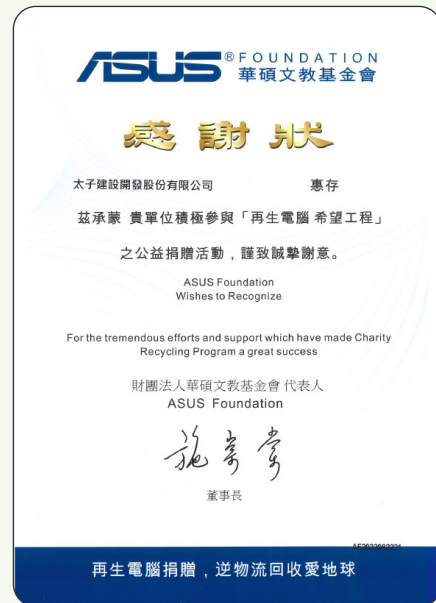 ASUS® FOUNDATION
華碩文教基金會
感謝狀
太子建設開發股份有限公司 惠存
茲承蒙 貴單位積極參與「再生電腦 希望工程」
之公益捐贈活動，謹致誠摯謝意。
ASUS Foundation
Wishes to Recognize
For the tremendous efforts and support which have made Charity
Recycling Program a great success
財團法人華碩文教基金會 代表人
ASUS Foundation
施崇棠
董事長
再生電腦捐贈，逆物流回收愛地球